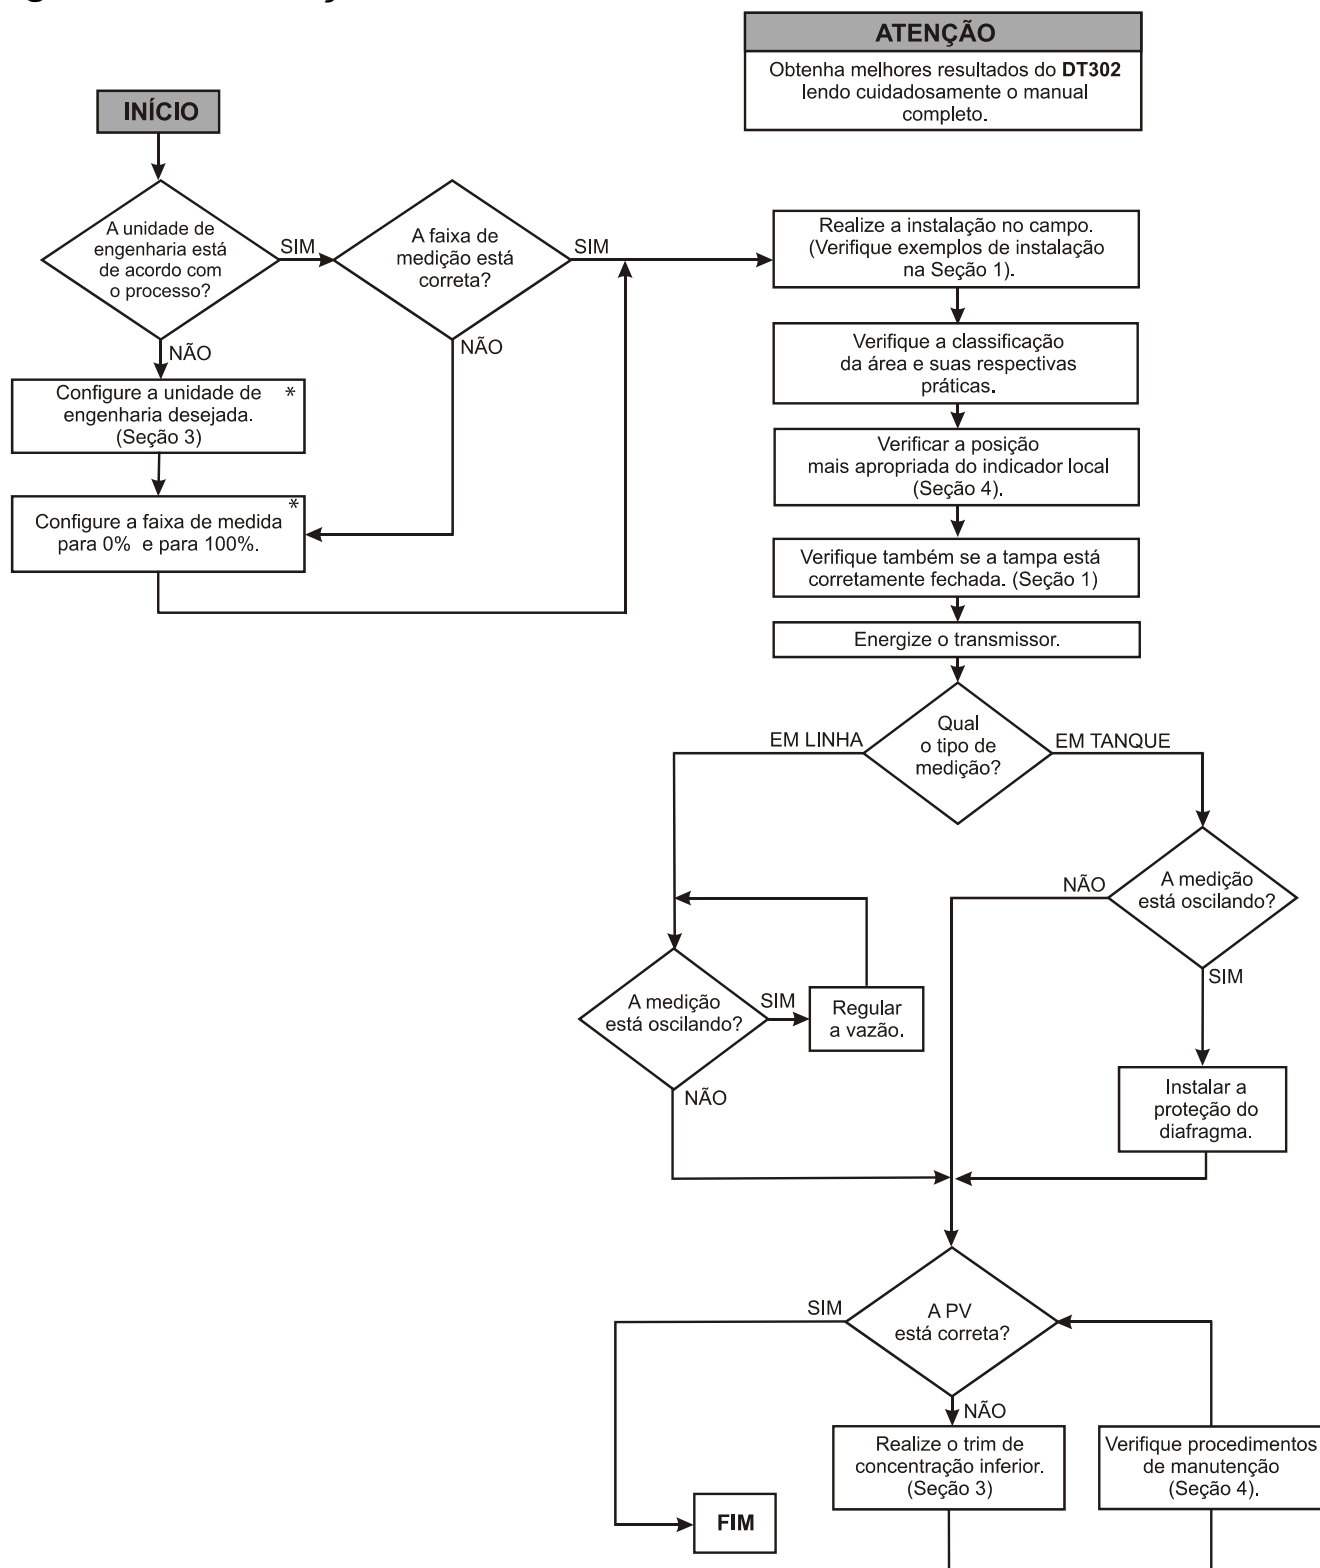 ATENÇÃO
Obtenha melhores resultados do DT302
lendo cuidadosamente o manual
completo.
INÍCIO
A unidade de
engenharia está
de acordo com
o processo?
SIM
A faixa de
medição está
correta?
SIM
NÃO
NÃO
Configure a unidade de *
engenharia desejada.
(Seção 3)
Configure a faixa de medida *
para 0% e para 100%.
Realize a instalação no campo.
(Verifique exemplos de instalação
na Seção 1).
Verifique a classificação
da área e suas respectivas
práticas.
Verificar a posição
mais apropriada do indicador local
(Seção 4).
Verifique também se a tampa está
corretamente fechada. (Seção 1)
Energize o transmissor.
Qual
o tipo de
medição?
EM LINHA
EM TANQUE
A medição
está oscilando?
NÃO
SIM
A medição
está oscilando?
SIM
Regular
a vazão.
NÃO
Instalar a
proteção do
diafragma.
A PV
está correta?
SIM
NÃO
Realize o trim de
concentração inferior.
(Seção 3)
Verifique procedimentos
de manutenção
(Seção 4).
FIM